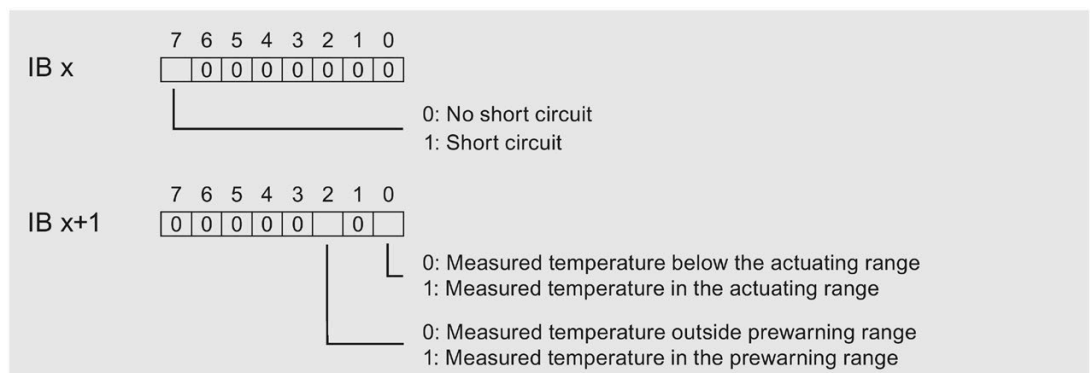 7 6 5 4 3 2 1 0
IB x 0 0 0 0 0 0 0
0: No short circuit
1: Short circuit
7 6 5 4 3 2 1 0
IB x+1 0 0 0 0 0 0
0: Measured temperature below the actuating range
1: Measured temperature in the actuating range
0: Measured temperature outside prewarning range
1: Measured temperature in the prewarning range